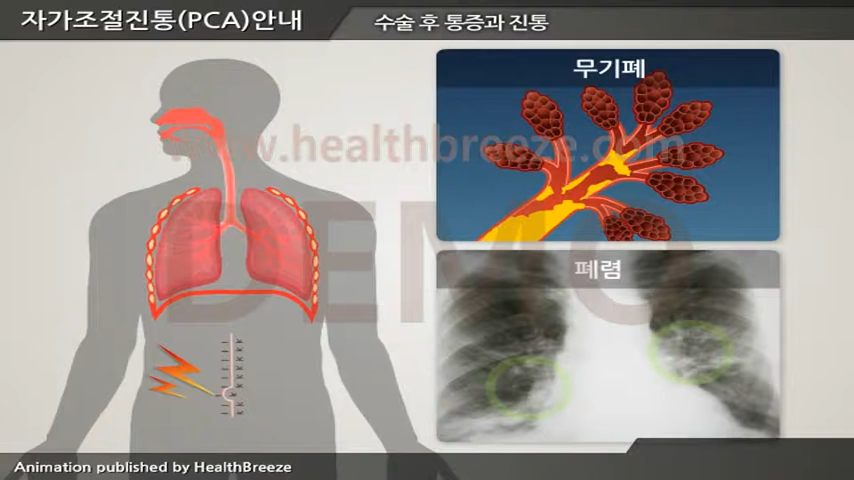 자가조절진통(PCA)안내
수술 후 통증과 진통
무기폐
www.healthbreeze.com
DEMO
폐렴
Animation published by HealthBreeze